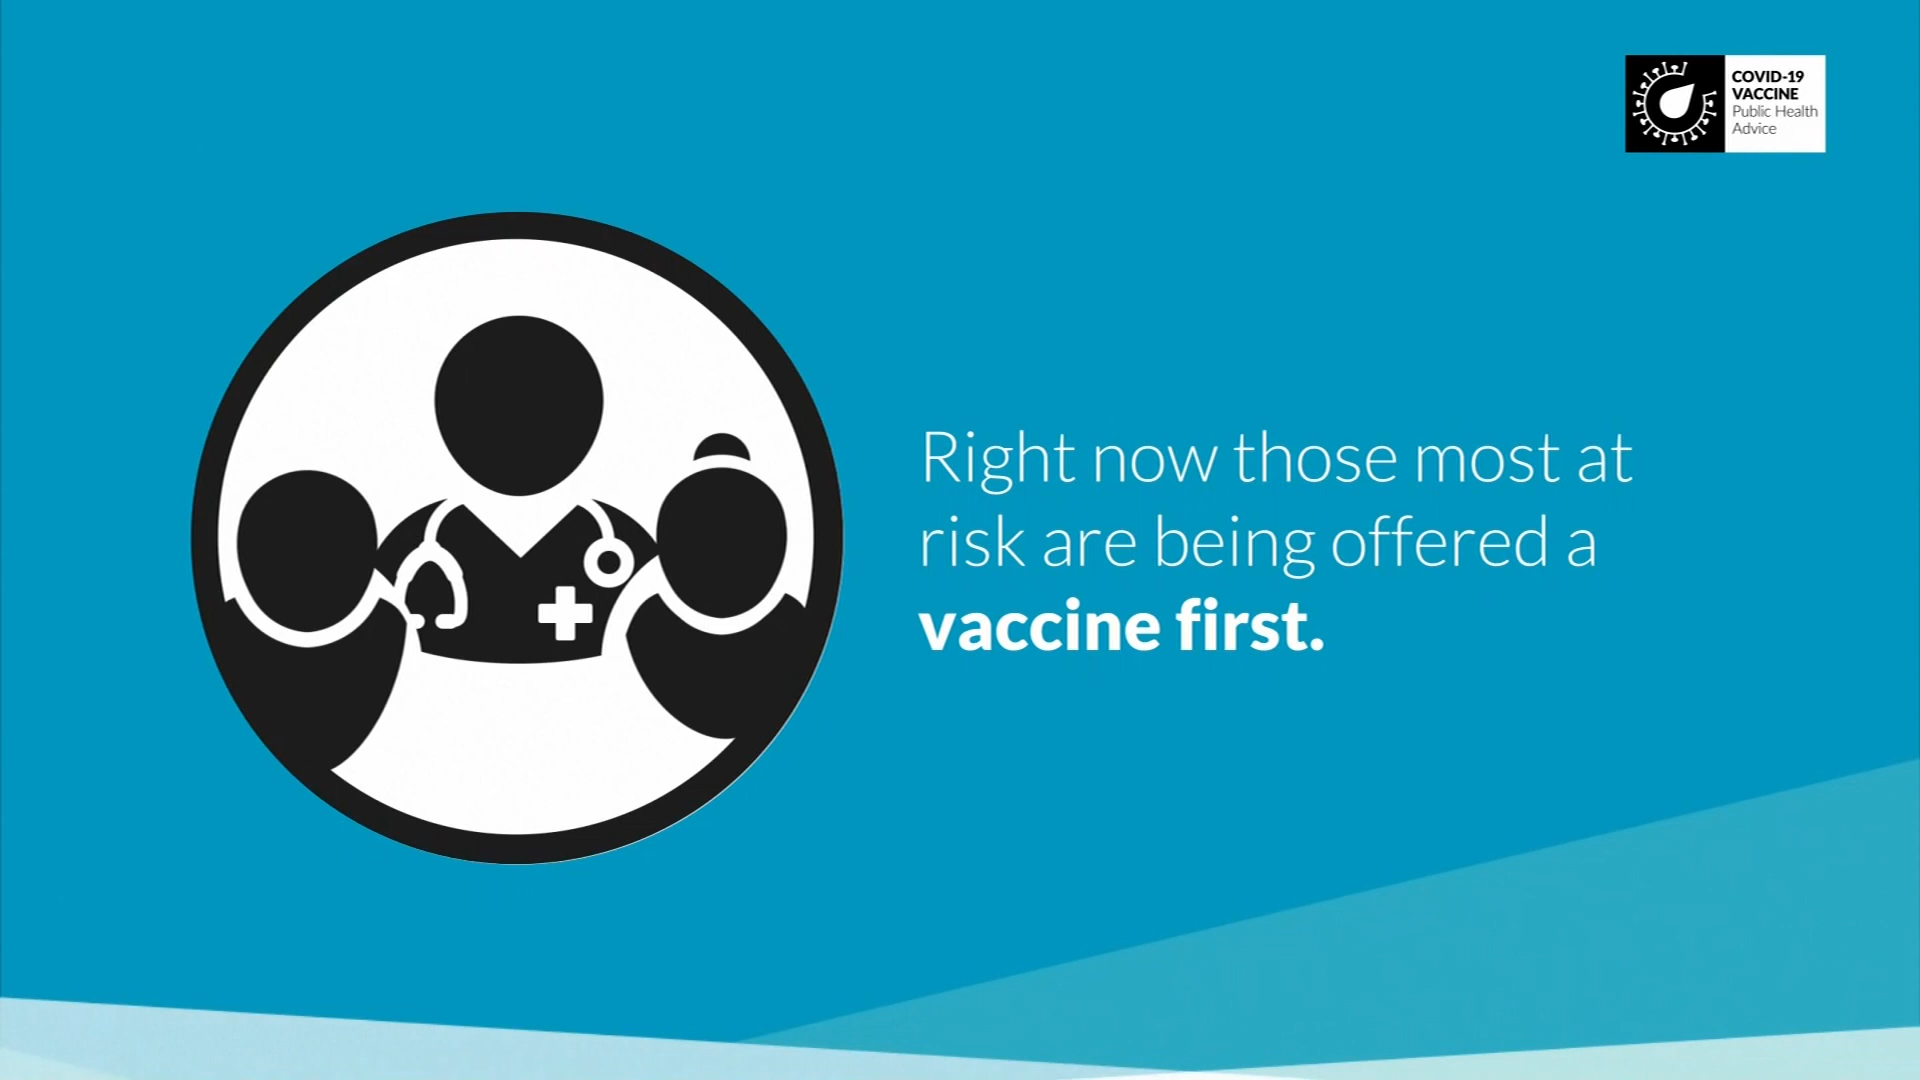 COVID-19
VACCINE
Public Health
Advice
Right now those most at
risk are being offered a
vaccine first.